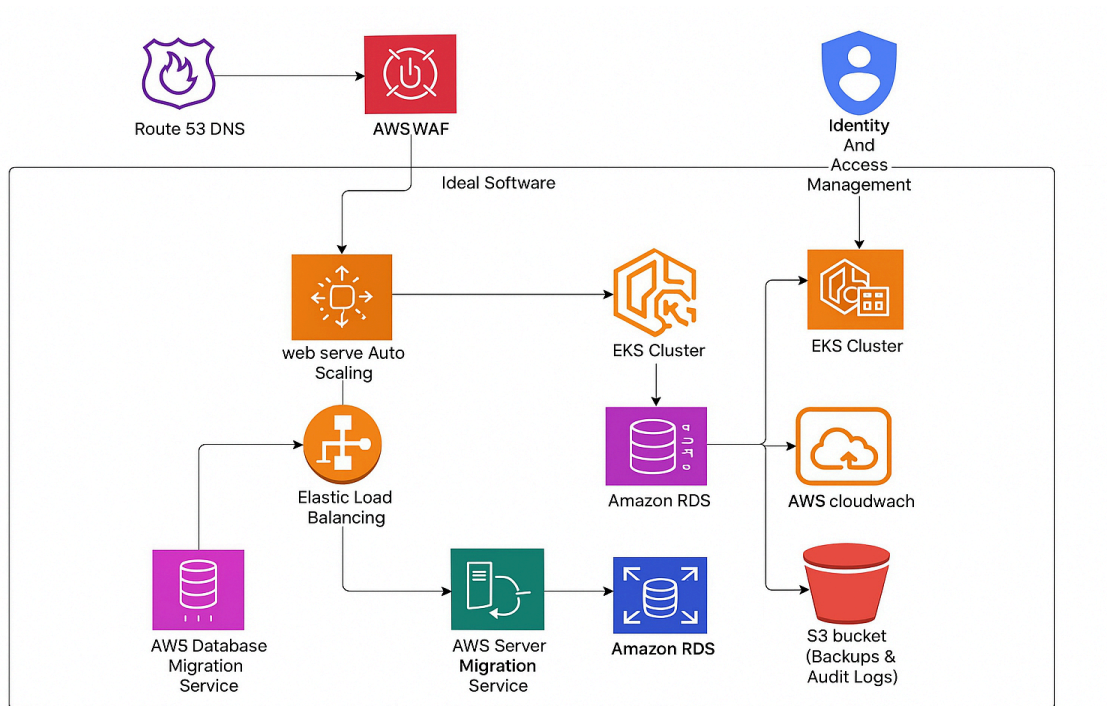 Route 53 DNS
AWS WAF
Identity
And
Access
Management
Ideal Software
web serve Auto
Scaling
EKS Cluster
EKS Cluster
Elastic Load
Balancing
Amazon RDS
AWS cloudwach
AWS Database
Migration
Service
AWS Server
Migration
Service
Amazon RDS
S3 bucket
(Backups &
Audit Logs)